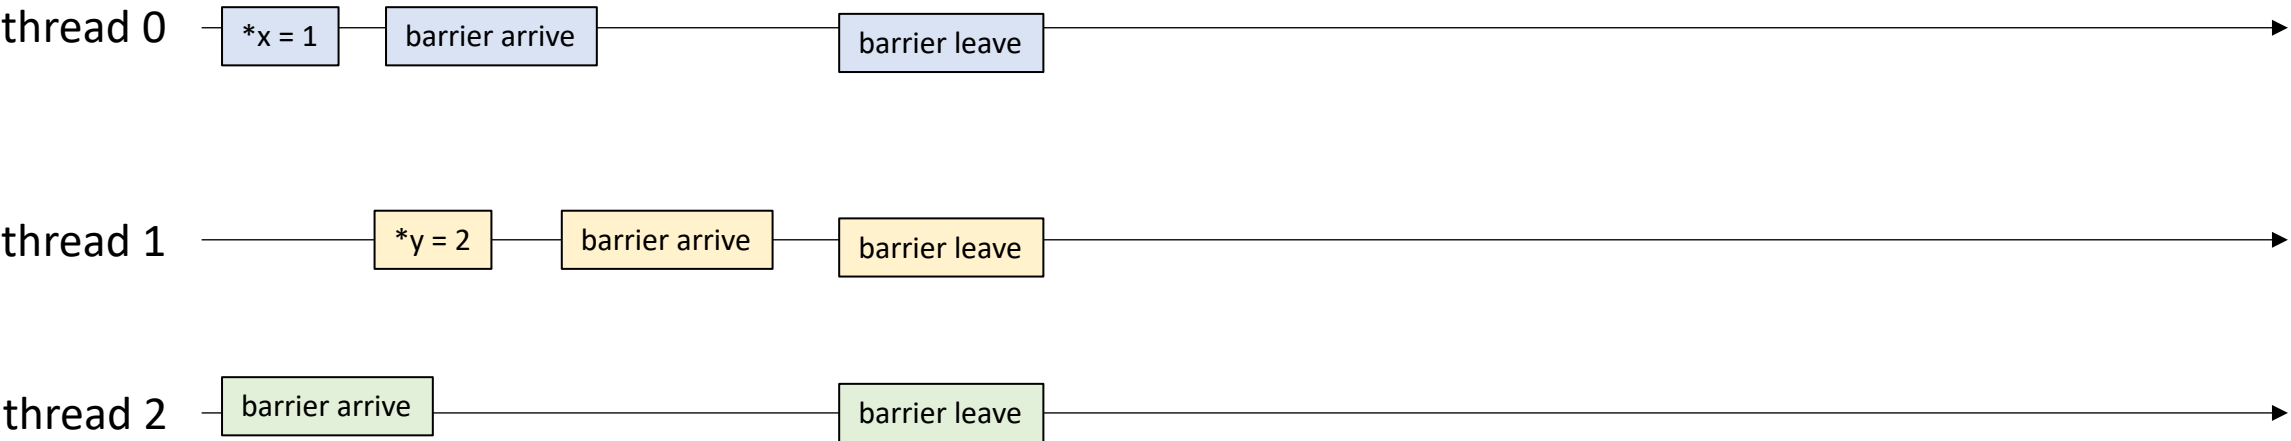 thread 0 *x = 1 barrier arrive barrier leave
thread 1 *y = 2 barrier arrive barrier leave
thread 2 barrier arrive barrier leave